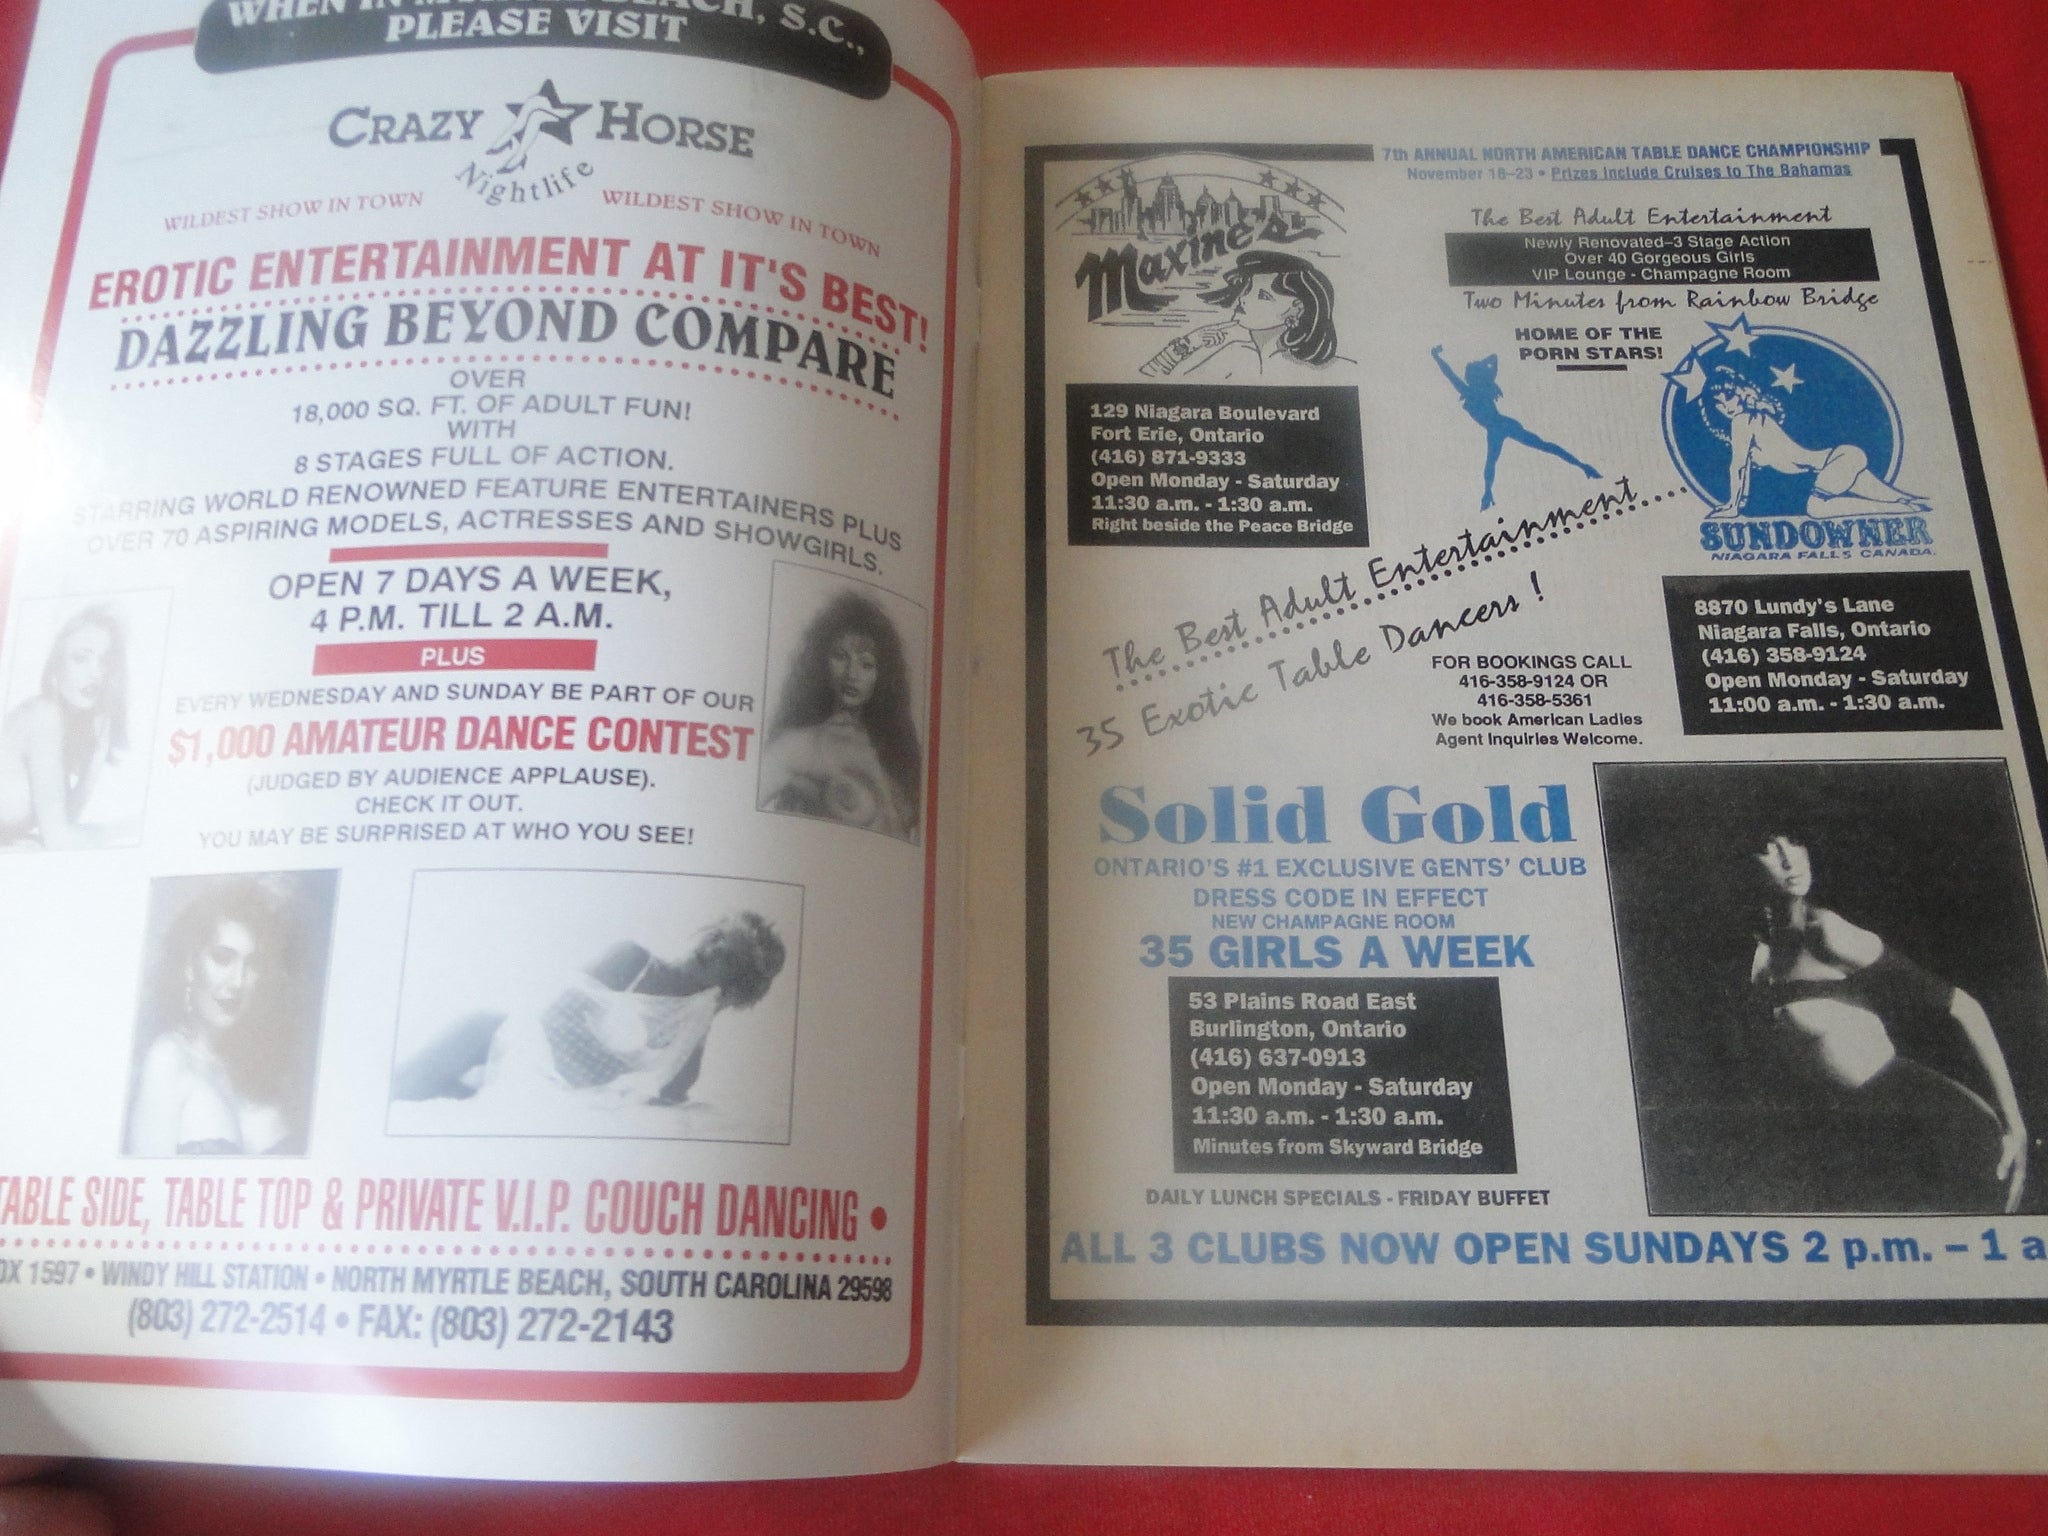 WHEN IN MYRTLE BEACH, S.C.,
PLEASE VISIT
CRAZY HORSE
Nightlife
WILDEST SHOW IN TOWN WILDEST SHOW IN TOWN
EROTIC ENTERTAINMENT AT IT'S BEST!
DAZZLING BEYOND COMPARE
OVER
18,000 SQ. FT. OF ADULT FUN!
WITH
8 STAGES FULL OF ACTION.
STARRING WORLD RENOWNED FEATURE ENTERTAINERS PLUS
OVER 70 ASPIRING MODELS, ACTRESSES AND SHOWGIRLS.
OPEN 7 DAYS A WEEK,
4 P.M. TILL 2 A.M.
PLUS
EVERY WEDNESDAY AND SUNDAY BE PART OF OUR
$1,000 AMATEUR DANCE CONTEST
(JUDGED BY AUDIENCE APPLAUSE).
CHECK IT OUT.
YOU MAY BE SURPRISED AT WHO YOU SEE!
TABLE SIDE, TABLE TOP & PRIVATE V.I.P. COUCH DANCING •
OX 1597 • WINDY HILL STATION • NORTH MYRTLE BEACH, SOUTH CAROLINA 29598
(803) 272-2514 • FAX: (803) 272-2143
7th ANNUAL NORTH AMERICAN TABLE DANCE CHAMPIONSHIP
November 18-23 • Prizes Include Cruises to The Bahamas
Maxine's
The Best Adult Entertainment
Newly Renovated-3 Stage Action
Over 40 Gorgeous Girls
VIP Lounge - Champagne Room
Two Minutes from Rainbow Bridge
HOME OF THE
PORN STARS!
129 Niagara Boulevard
Fort Erie, Ontario
(416) 871-9333
Open Monday - Saturday
11:30 a.m. - 1:30 a.m.
Right beside the Peace Bridge
SUNDOWNER
NIAGARA FALLS CANADA.
The Best Adult Entertainment....
35 Exotic Table Dancers!
8870 Lundy's Lane
Niagara Falls, Ontario
(416) 358-9124
Open Monday - Saturday
11:00 a.m. - 1:30 a.m.
FOR BOOKINGS CALL
416-358-9124 OR
416-358-5361
We book American Ladies
Agent Inquiries Welcome.
Solid Gold
ONTARIO'S #1 EXCLUSIVE GENTS' CLUB
DRESS CODE IN EFFECT
NEW CHAMPAGNE ROOM
35 GIRLS A WEEK
53 Plains Road East
Burlington, Ontario
(416) 637-0913
Open Monday - Saturday
11:30 a.m. - 1:30 a.m.
Minutes from Skyward Bridge
DAILY LUNCH SPECIALS - FRIDAY BUFFET
ALL 3 CLUBS NOW OPEN SUNDAYS 2 p.m. – 1 a